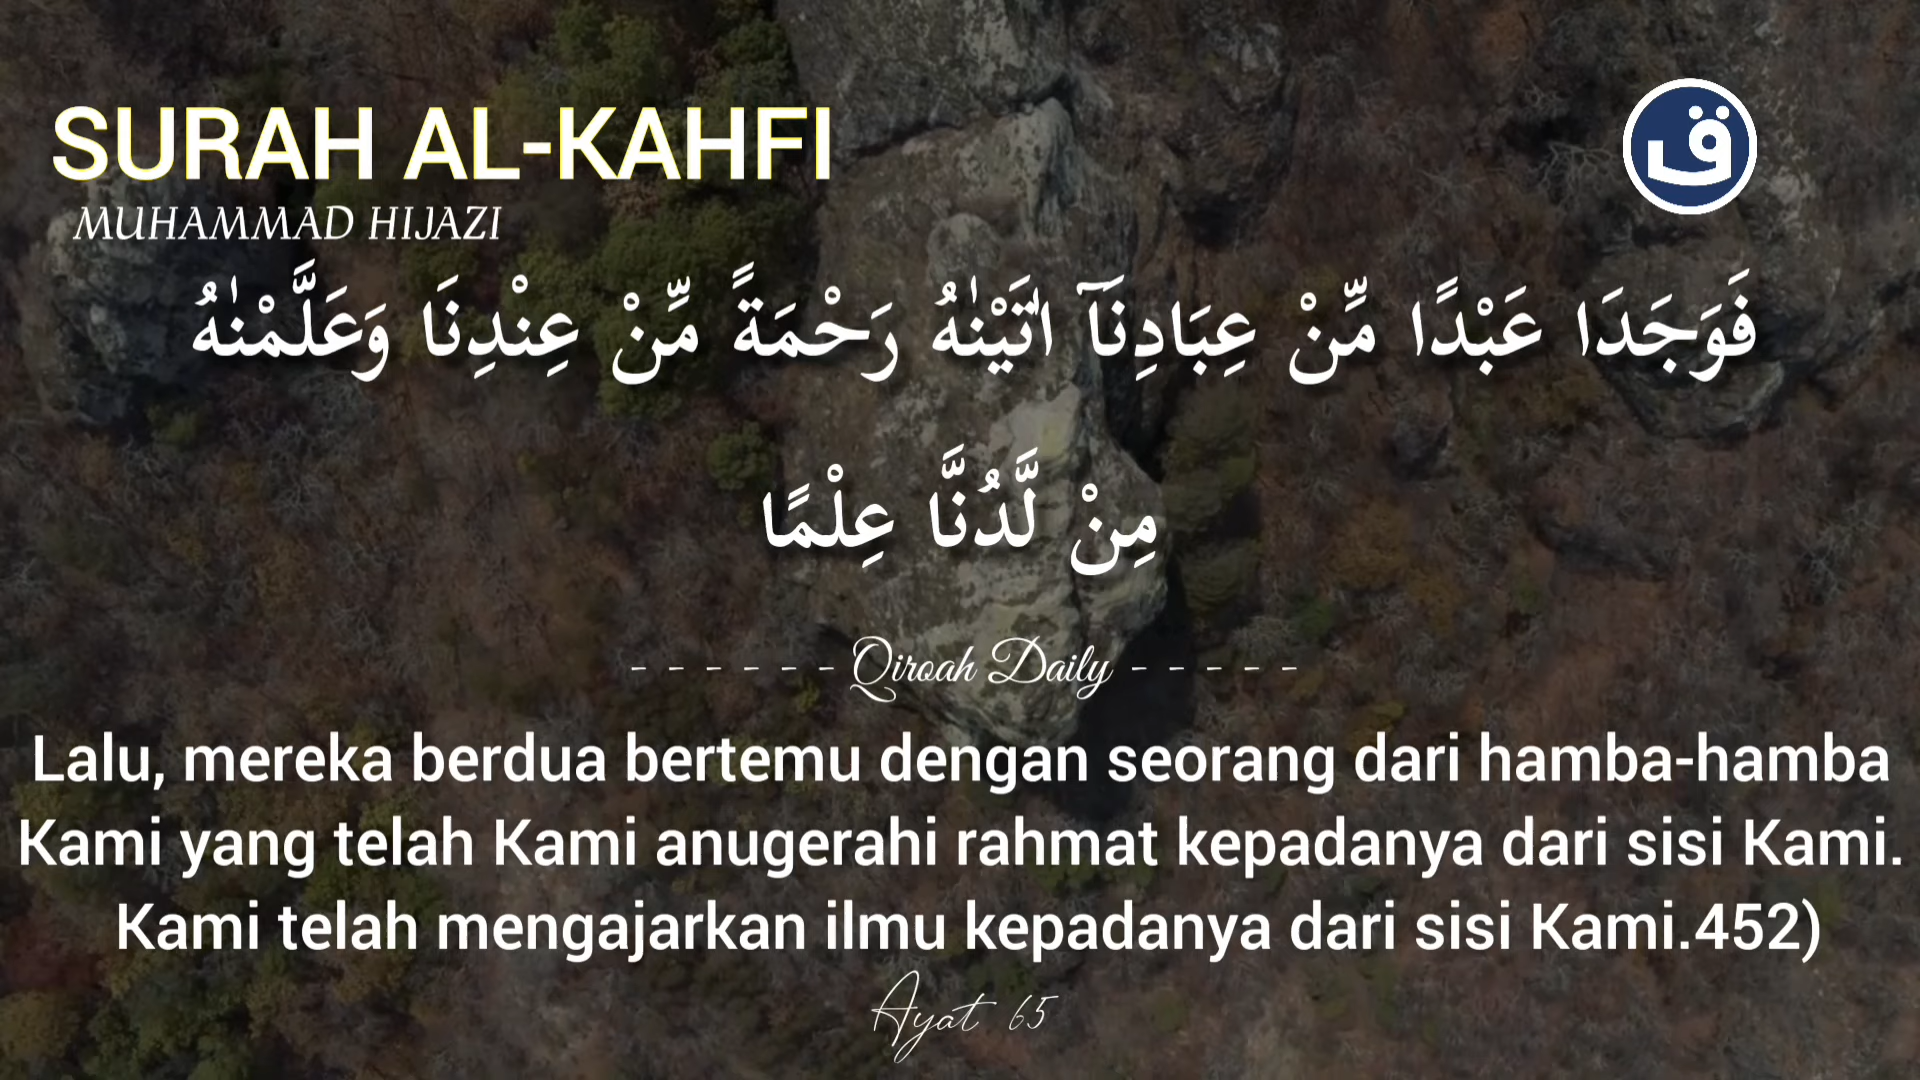 SURAH AL-KAHFI
ق
MUHAMMAD HIJAZI
فَوَجَدَا عَبْدًا مِّنْ عِبَادِنَآ اٰتَيْنٰهُ رَحْمَةً مِّنْ عِنْدِنَا وَعَلَّمْنٰهُ
مِنْ لَّدُنَّا عِلْمًا
- - - - - - Qiroah Daily - - - - -
Lalu, mereka berdua bertemu dengan seorang dari hamba-hamba
Kami yang telah Kami anugerahi rahmat kepadanya dari sisi Kami.
Kami telah mengajarkan ilmu kepadanya dari sisi Kami.452)
Ayat 65